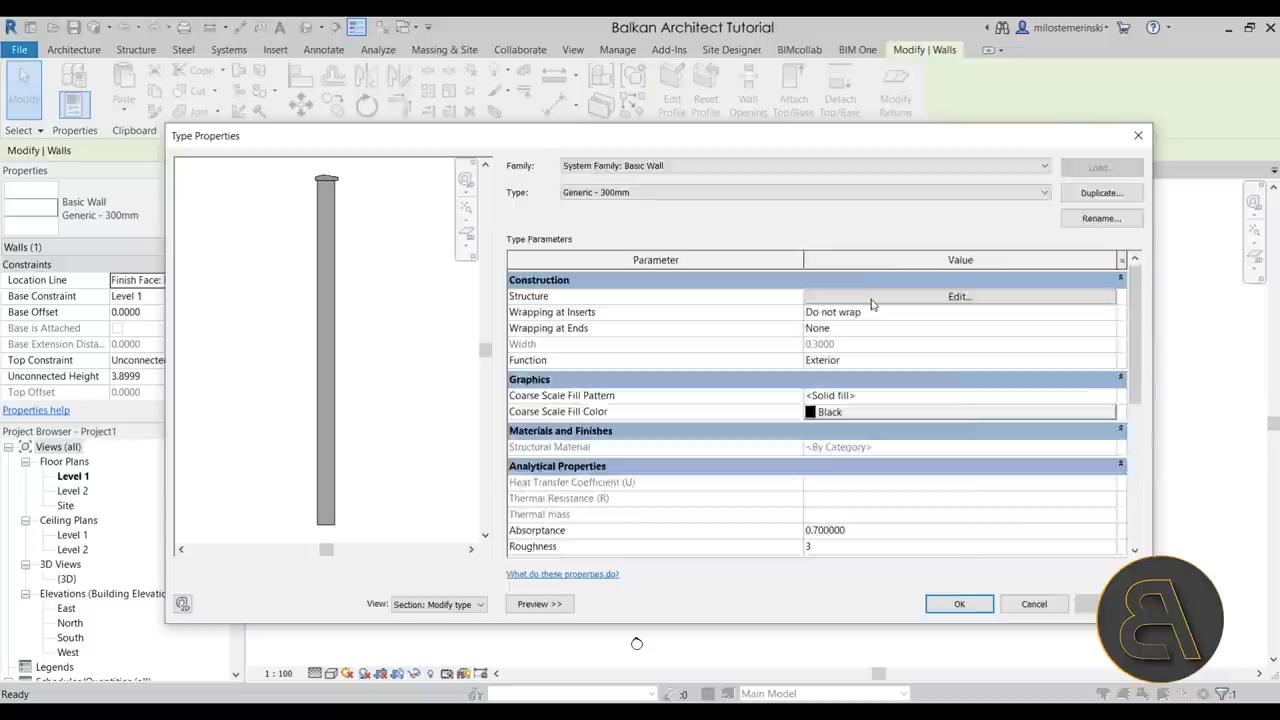 Balkan Architect Tutorial
milostemerinski
File Architecture Structure Steel Systems Insert Annotate Analyze Massing & Site Collaborate View Manage Add-Ins Site Designer BIMcollab BIM One Modify | Walls
Modify
Paste
Cope
Cut
Join
Edit Profile
Reset Profile
Wall Opening
Attach Top/Base
Detach Top/Base
Modify Returns
Select Properties Clipboard
Modify | Walls
Properties
Basic Wall
Generic - 300mm
Walls (1)
Constraints
Location Line Finish Face:
Base Constraint Level 1
Base Offset 0.0000
Base is Attached
Base Extension Dista... 0.0000
Top Constraint Unconnected
Unconnected Height 3.8999
Top Offset 0.0000
Properties help
Project Browser - Project1
Views (all)
Floor Plans
Level 1
Level 2
Site
Ceiling Plans
Level 1
Level 2
3D Views
{3D}
Elevations (Building Elevatio
East
North
South
West
Legends
Schedules/Quantities (all)
Type Properties
Family: System Family: Basic Wall Load...
Type: Generic - 300mm Duplicate...
Rename...
Type Parameters
Parameter Value
Construction
Structure Edit...
Wrapping at Inserts Do not wrap
Wrapping at Ends None
Width 0.3000
Function Exterior
Graphics
Coarse Scale Fill Pattern <Solid fill>
Coarse Scale Fill Color Black
Materials and Finishes
Structural Material <By Category>
Analytical Properties
Heat Transfer Coefficient (U)
Thermal Resistance (R)
Thermal mass
Absorptance 0.700000
Roughness 3
What do these properties do?
View: Section: Modify type Preview >> OK Cancel
1 : 100
Ready :0 Main Model :1